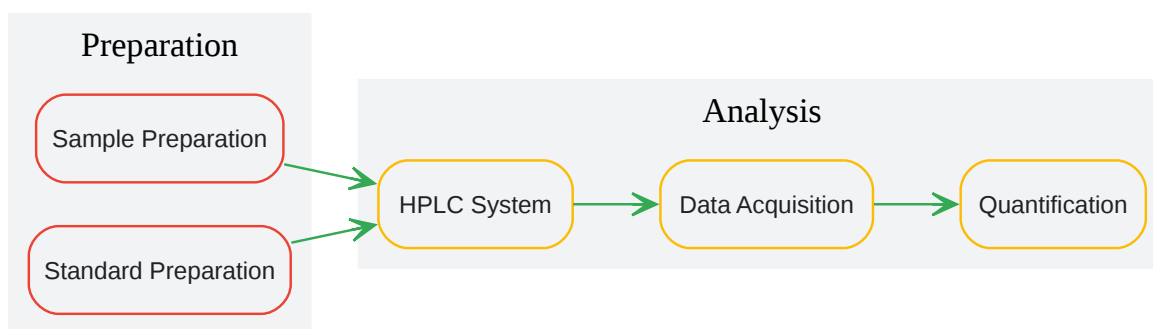 Preparation
Sample Preparation
Standard Preparation
Analysis
HPLC System
Data Acquisition
Quantification